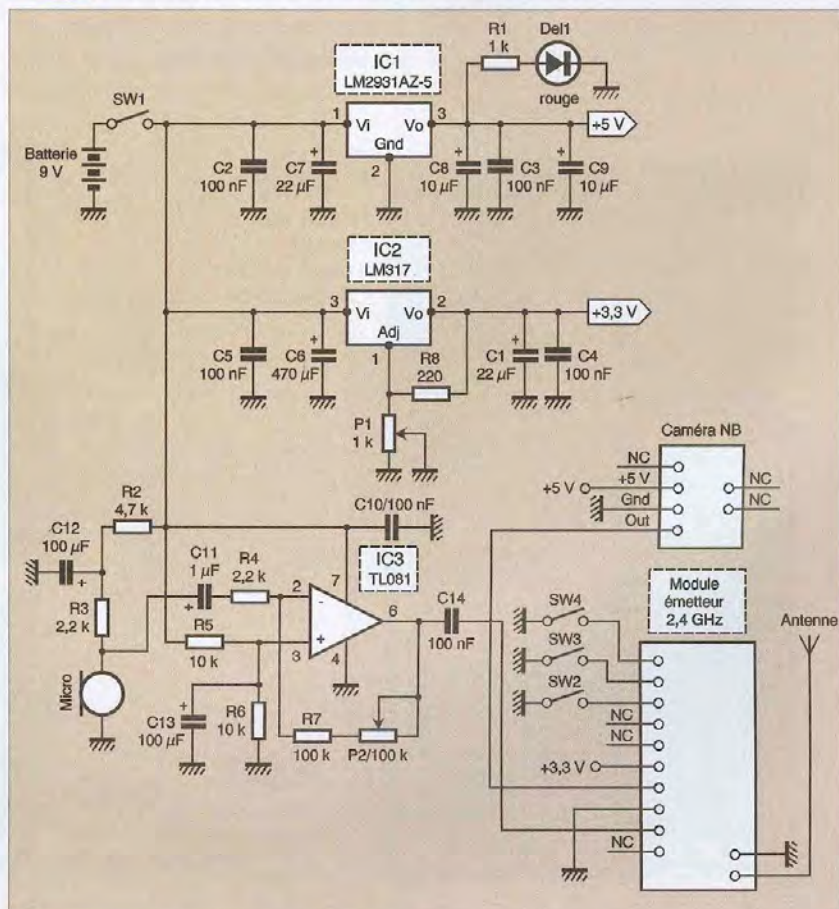 R1
1 k
Del1
rouge
IC1
LM2931AZ-5
SW1
Batterie
9 V
1
Vi
Vo
3
Gnd
2
+5 V
C2
100 nF
+
C7
22 µF
+
C8
10 µF
C3
100 nF
+
C9
10 µF
IC2
LM317
3
Vi
Vo
2
Adj
1
+3,3 V
C5
100 nF
+
C6
470 µF
R8
220
+
C1
22 µF
C4
100 nF
P1
1 k
Caméra NB
NC
+5 V
+5 V
Gnd
Out
NC
NC
R2
4,7 k
C10/100 nF
C12
100 µF
+
IC3
TL081
C11
1 µF
+
R4
2,2 k
R3
2,2 k
2
-
7
6
+
3
4
C14
100 nF
R5
10 k
Micro
+
C13
100 µF
R6
10 k
R7
100 k
P2/100 k
Module
émetteur
2,4 GHz
Antenne
SW4
SW3
SW2
NC
NC
+3,3 V
NC